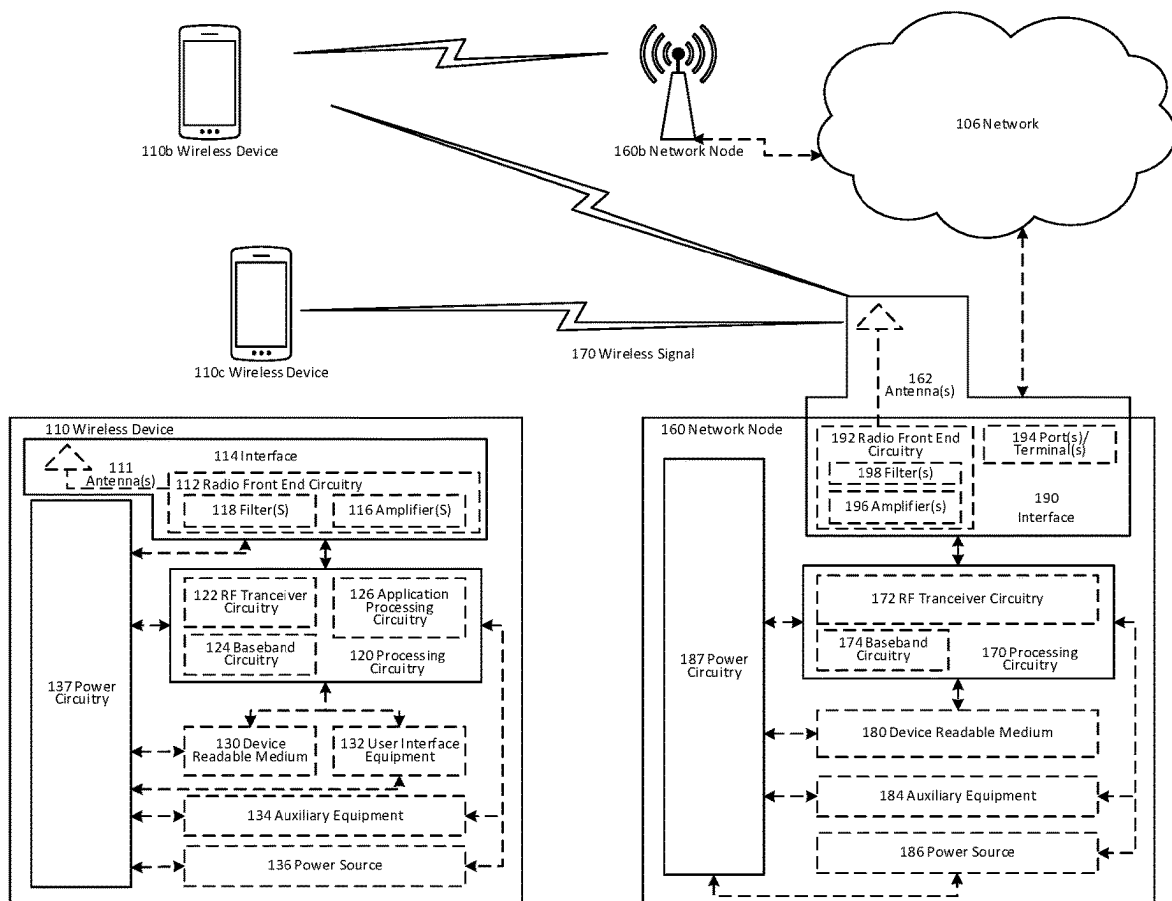 110b Wireless Device
160b Network Node
106 Network
110c Wireless Device
170 Wireless Signal
162
Antenna(s)
110 Wireless Device
114 Interface
111
Antenna(s)
112 Radio Front End Circuitry
118 Filter(S)
116 Amplifier(S)
122 RF Tranceiver
Circuitry
126 Application
Processing
Circuitry
124 Baseband
Circuitry
120 Processing
Circuitry
137 Power
Circuitry
130 Device
Readable Medium
132 User Interface
Equipment
134 Auxiliary Equipment
136 Power Source
160 Network Node
192 Radio Front End
Circuitry
198 Filter(s)
196 Amplifier(s)
194 Port(s)/
Terminal(s)
190
Interface
172 RF Tranceiver Circuitry
174 Baseband
Circuitry
170 Processing
Circuitry
187 Power
Circuitry
180 Device Readable Medium
184 Auxiliary Equipment
186 Power Source